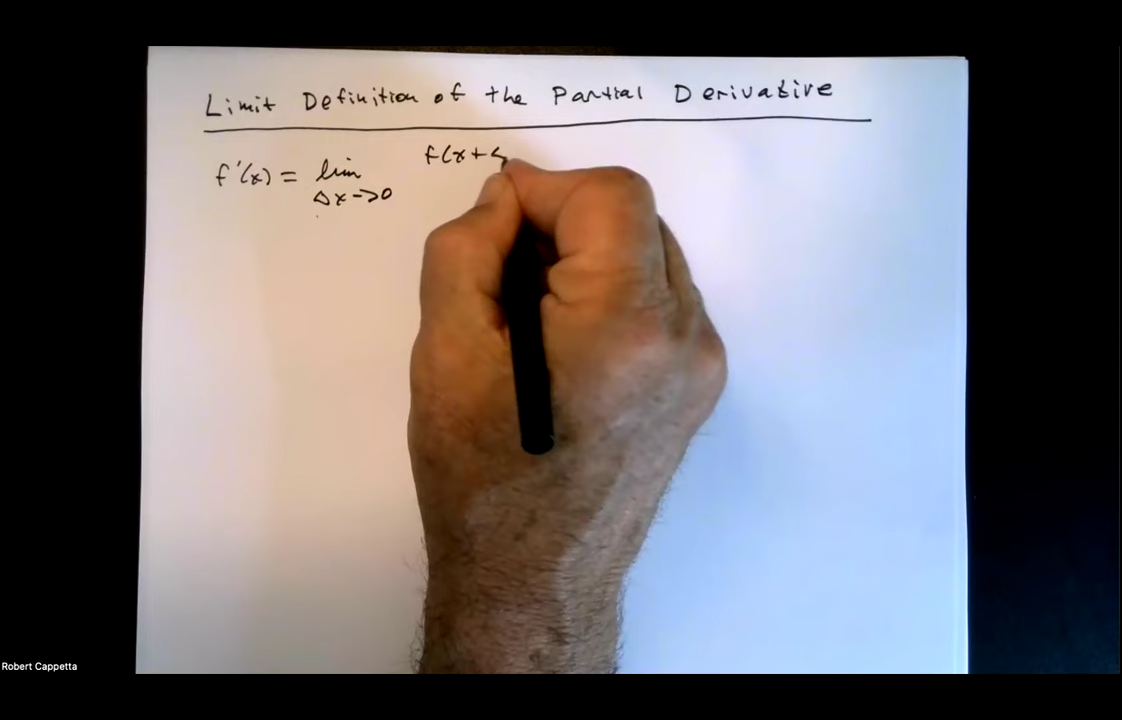 Limit Definition of the Partial Derivative
f(x+
f'(x) = lim
Δx->0
Robert Cappetta